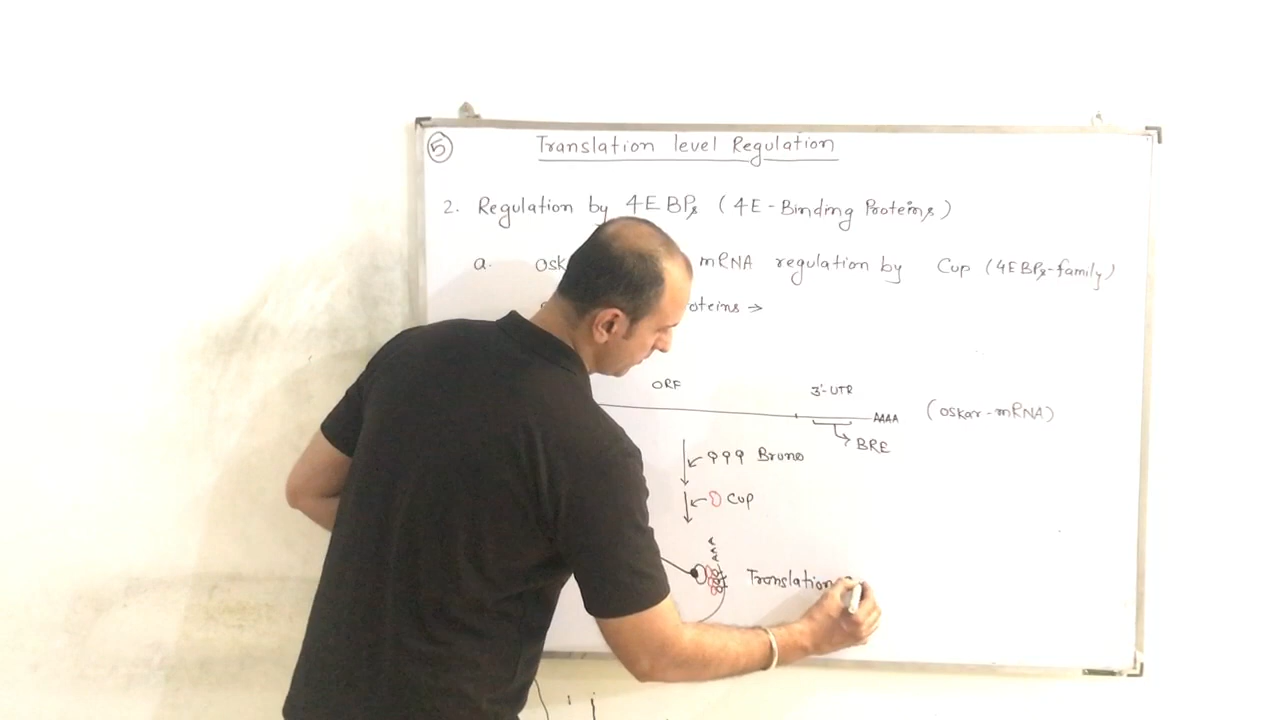 5 Translation level Regulation
2. Regulation by 4E BPs (4E-Binding Proteins)
a. mRNA regulation by Cup (4EBPs-family)
oteins →
ORF 3'-UTR
AAAA (oskar-mRNA)
BRE
Bruno
Cup
AAA
Translation